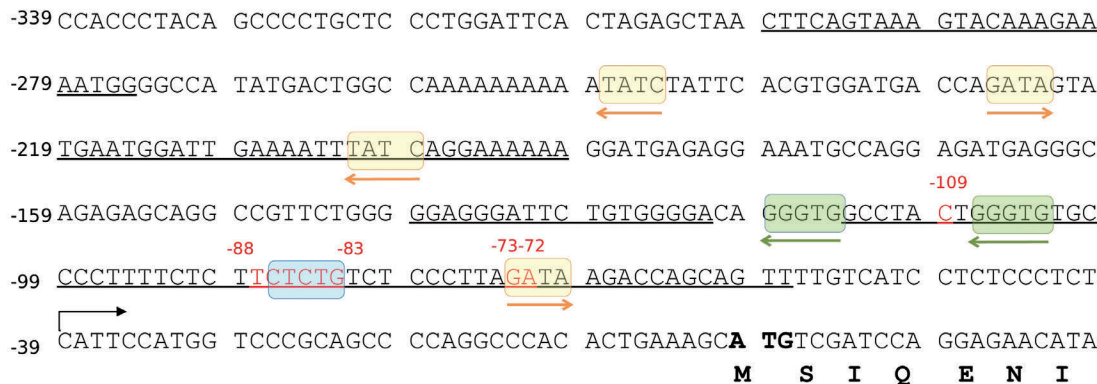 -339 CCACCCTACA GCCCCTGCTC CCTGGATTCA CTAGAGCTAAC CTTCAGTAAA GTACAAAGAA
-279 AATGGGGCCA TATGACTGGC CAAAAAAAAA ATATCTATTC ACGTGGATGA CCAGATAGTA
-219 TGAATGGATT GAAAATTTAT CAGGAAAAAA GGATGAGAGG AAATGCCAGG AGATGAGGGC
-109
-159 AGAGAGCAGG CCGTTCTGGG GGAGGGATTC TGTGGGGACA GGGTGGCCTA CTGGGTGTGC
-88 -83 -73-72
-99 CCCTTTTCTC TTCTCTGTCT CCCTTAGATA AGACCAGCAG TTTTGTCATC CTCTCCCTCT
-39 CATTCCATGG TCCCGCAGCC CCAGGCCCAC ACTGAAAGCA TGTCGATCCA GGAGAACATA
M S I Q E N I